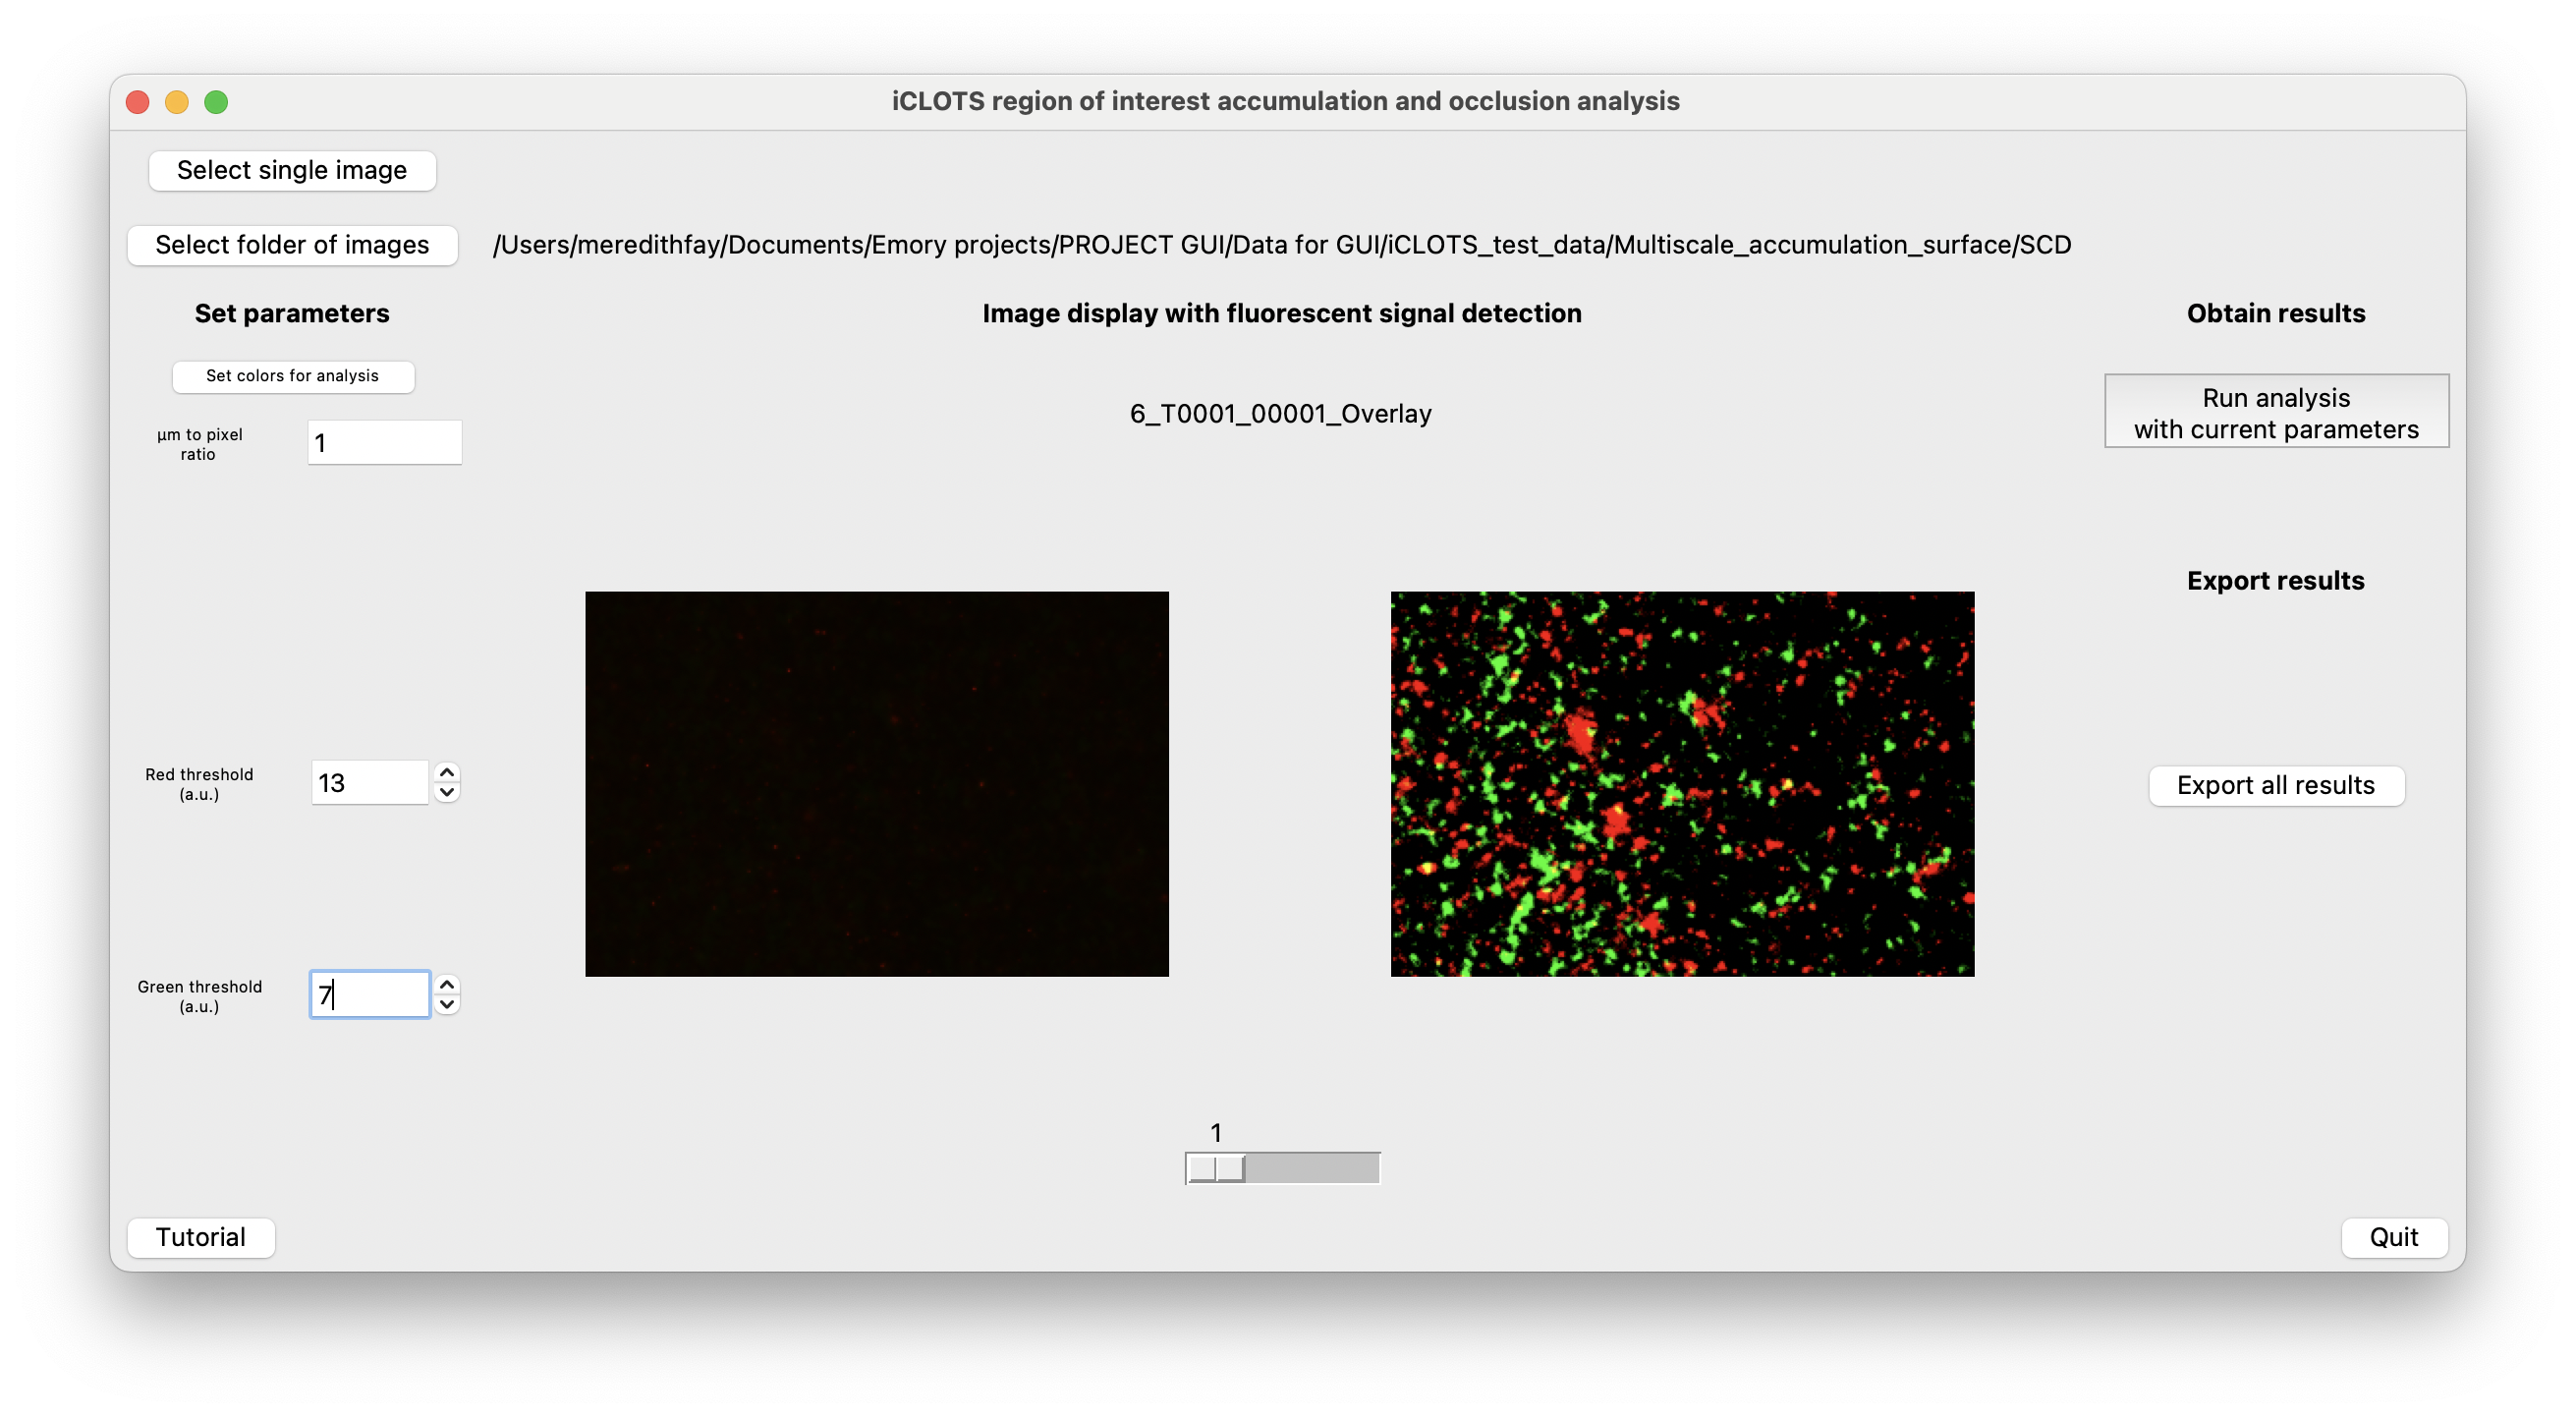 iCLOTS region of interest accumulation and occlusion analysis
Select single image
Select folder of images
/Users/meredithfay/Documents/Emory projects/PROJECT GUI/Data for GUI/iCLOTS_test_data/Multiscale_accumulation_surface/SCD
Set parameters
Image display with fluorescent signal detection
Obtain results
Set colors for analysis
6_T0001_00001_Overlay
Run analysis
with current parameters
µm to pixel
ratio
1
Export results
Red threshold
(a.u.)
13
Export all results
Green threshold
(a.u.)
7
1
Tutorial
Quit